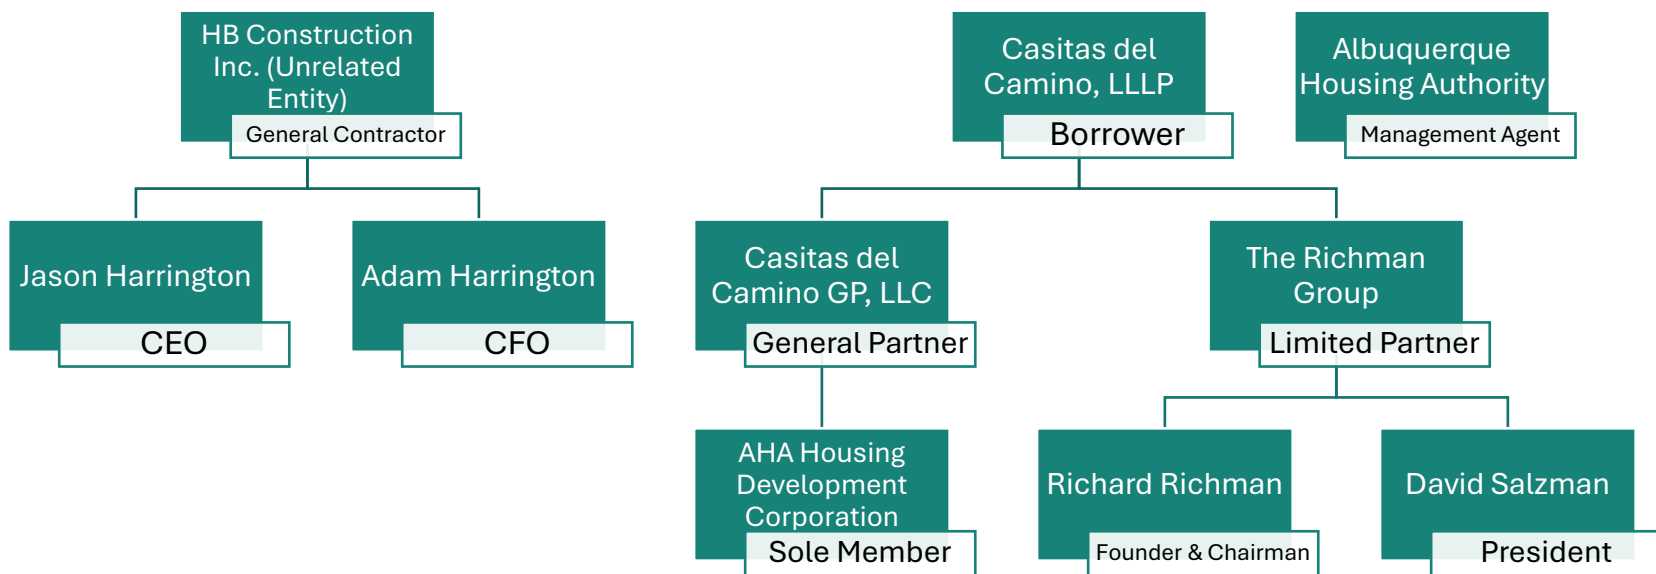 HB Construction
Inc. (Unrelated
Entity)
General Contractor
Casitas del
Camino, LLLP
Borrower
Albuquerque
Housing Authority
Management Agent
Jason Harrington
CEO
Adam Harrington
CFO
Casitas del
Camino GP, LLC
General Partner
The Richman
Group
Limited Partner
AHA Housing
Development
Corporation
Sole Member
Richard Richman
Founder & Chairman
David Salzman
President